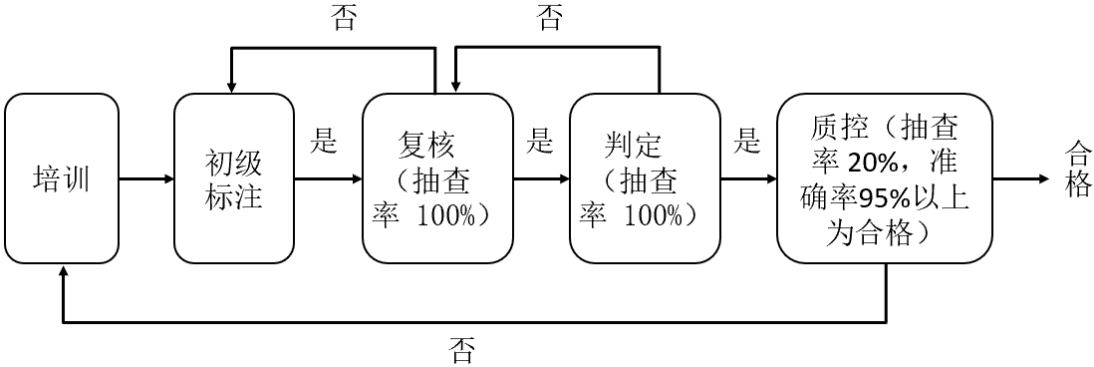 否
否
培训
初级
标注
是
复核
（抽查
率 100%）
是
判定
（抽查
率 100%）
是
质控（抽查
率 20%，准
确率95%以上
为合格）
合
格
否